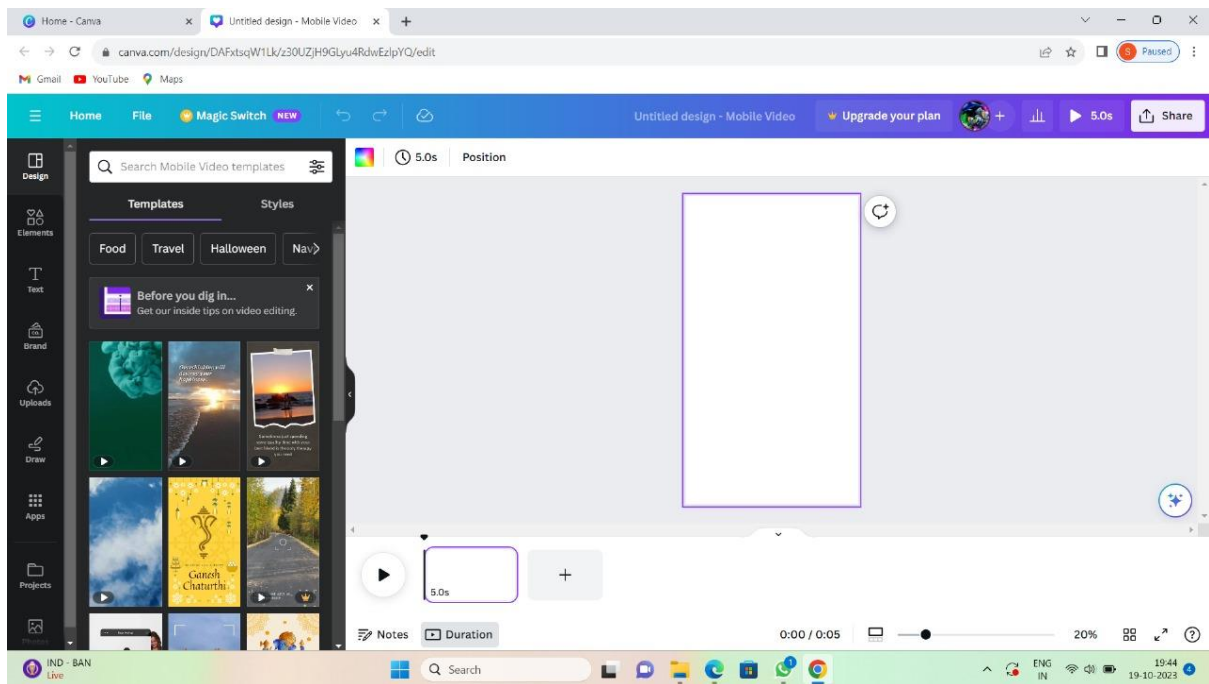 Home - Canva
Untitled design - Mobile Video
canva.com/design/DAFxtsqW1Lk/z30UZjH9GLyu4RdwEzlpYQ/edit
S Paused
Gmail YouTube Maps
Home File Magic Switch NEW
Untitled design - Mobile Video Upgrade your plan 5.0s Share
Design
Elements
Text
Brand
Uploads
Draw
Apps
Projects
Photos
Search Mobile Video templates
Templates Styles
Food Travel Halloween Nav
Before you dig in...
Get our inside tips on video editing.
Ganesh
Chaturthi
5.0s Position
5.0s
Notes Duration
0:00 / 0:05 20%
IND - BAN
Live
Search
ENG
IN
19:44
19-10-2023
4